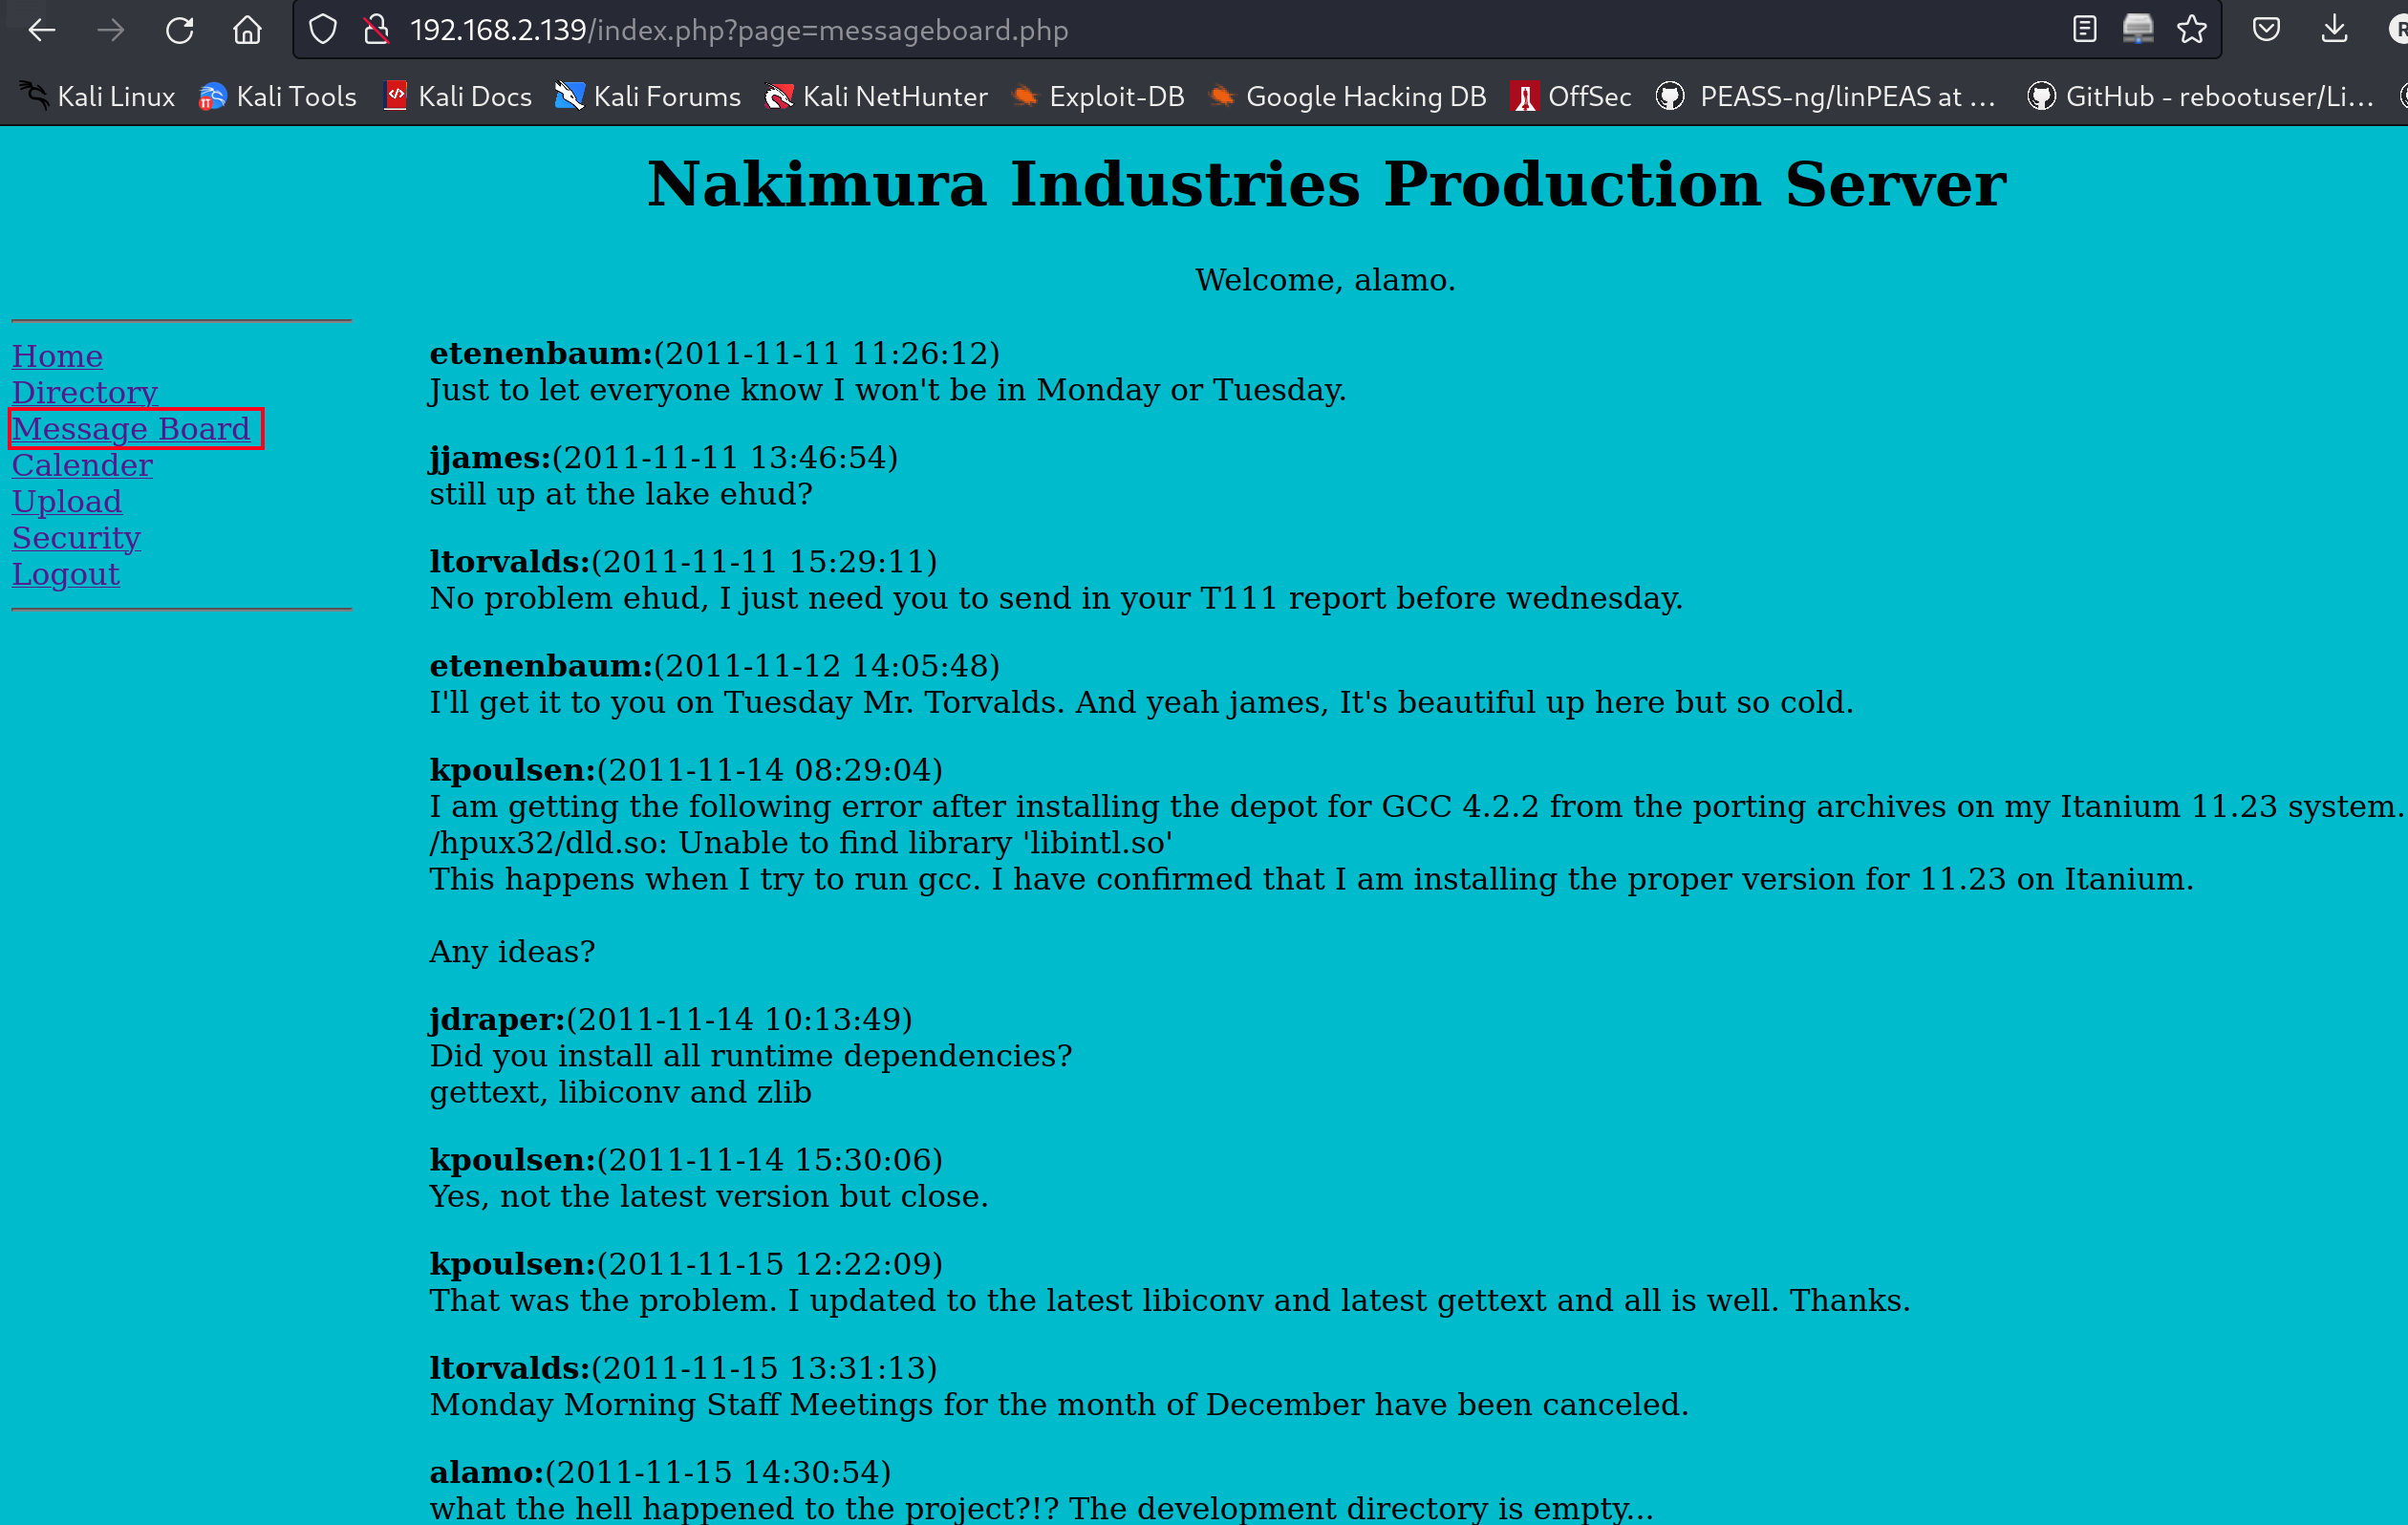 192.168.2.139/index.php?page=messageboard.php
Kali Linux Kali Tools Kali Docs Kali Forums Kali NetHunter Exploit-DB Google Hacking DB OffSec PEASS-ng/linPEAS at ... GitHub - rebootuser/Li...
Nakimura Industries Production Server
Welcome, alamo.
Home
Directory
Message Board
Calender
Upload
Security
Logout
etenenbaum:(2011-11-11 11:26:12)
Just to let everyone know I won't be in Monday or Tuesday.
jjames:(2011-11-11 13:46:54)
still up at the lake ehud?
ltorvalds:(2011-11-11 15:29:11)
No problem ehud, I just need you to send in your T111 report before wednesday.
etenenbaum:(2011-11-12 14:05:48)
I'll get it to you on Tuesday Mr. Torvalds. And yeah james, It's beautiful up here but so cold.
kpoulsen:(2011-11-14 08:29:04)
I am getting the following error after installing the depot for GCC 4.2.2 from the porting archives on my Itanium 11.23 system.
/hpux32/dld.so: Unable to find library 'libintl.so'
This happens when I try to run gcc. I have confirmed that I am installing the proper version for 11.23 on Itanium.
Any ideas?
jdraper:(2011-11-14 10:13:49)
Did you install all runtime dependencies?
gettext, libiconv and zlib
kpoulsen:(2011-11-14 15:30:06)
Yes, not the latest version but close.
kpoulsen:(2011-11-15 12:22:09)
That was the problem. I updated to the latest libiconv and latest gettext and all is well. Thanks.
ltorvalds:(2011-11-15 13:31:13)
Monday Morning Staff Meetings for the month of December have been canceled.
alamo:(2011-11-15 14:30:54)
what the hell happened to the project?!? The development directory is empty...